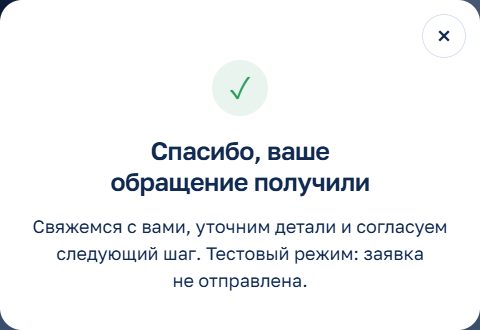 Спасибо, ваше
обращение получили
Свяжемся с вами, уточним детали и согласуем
следующий шаг. Тестовый режим: заявка
не отправлена.